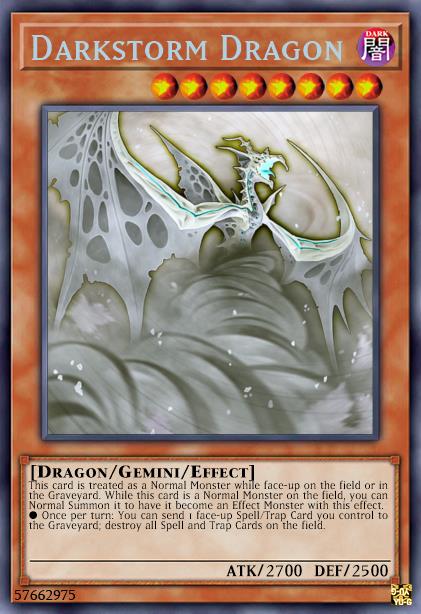 DARKSTORM DRAGON
DARK
闇
[DRAGON/GEMINI/EFFECT]
This card is treated as a Normal Monster while face-up on the field or in
the Graveyard. While this card is a Normal Monster on the field, you can
Normal Summon it to have it become an Effect Monster with this effect.
● Once per turn: You can send 1 face-up Spell/Trap Card you control to
the Graveyard; destroy all Spell and Trap Cards on the field.
ATK/2700 DEF/2500
57662975